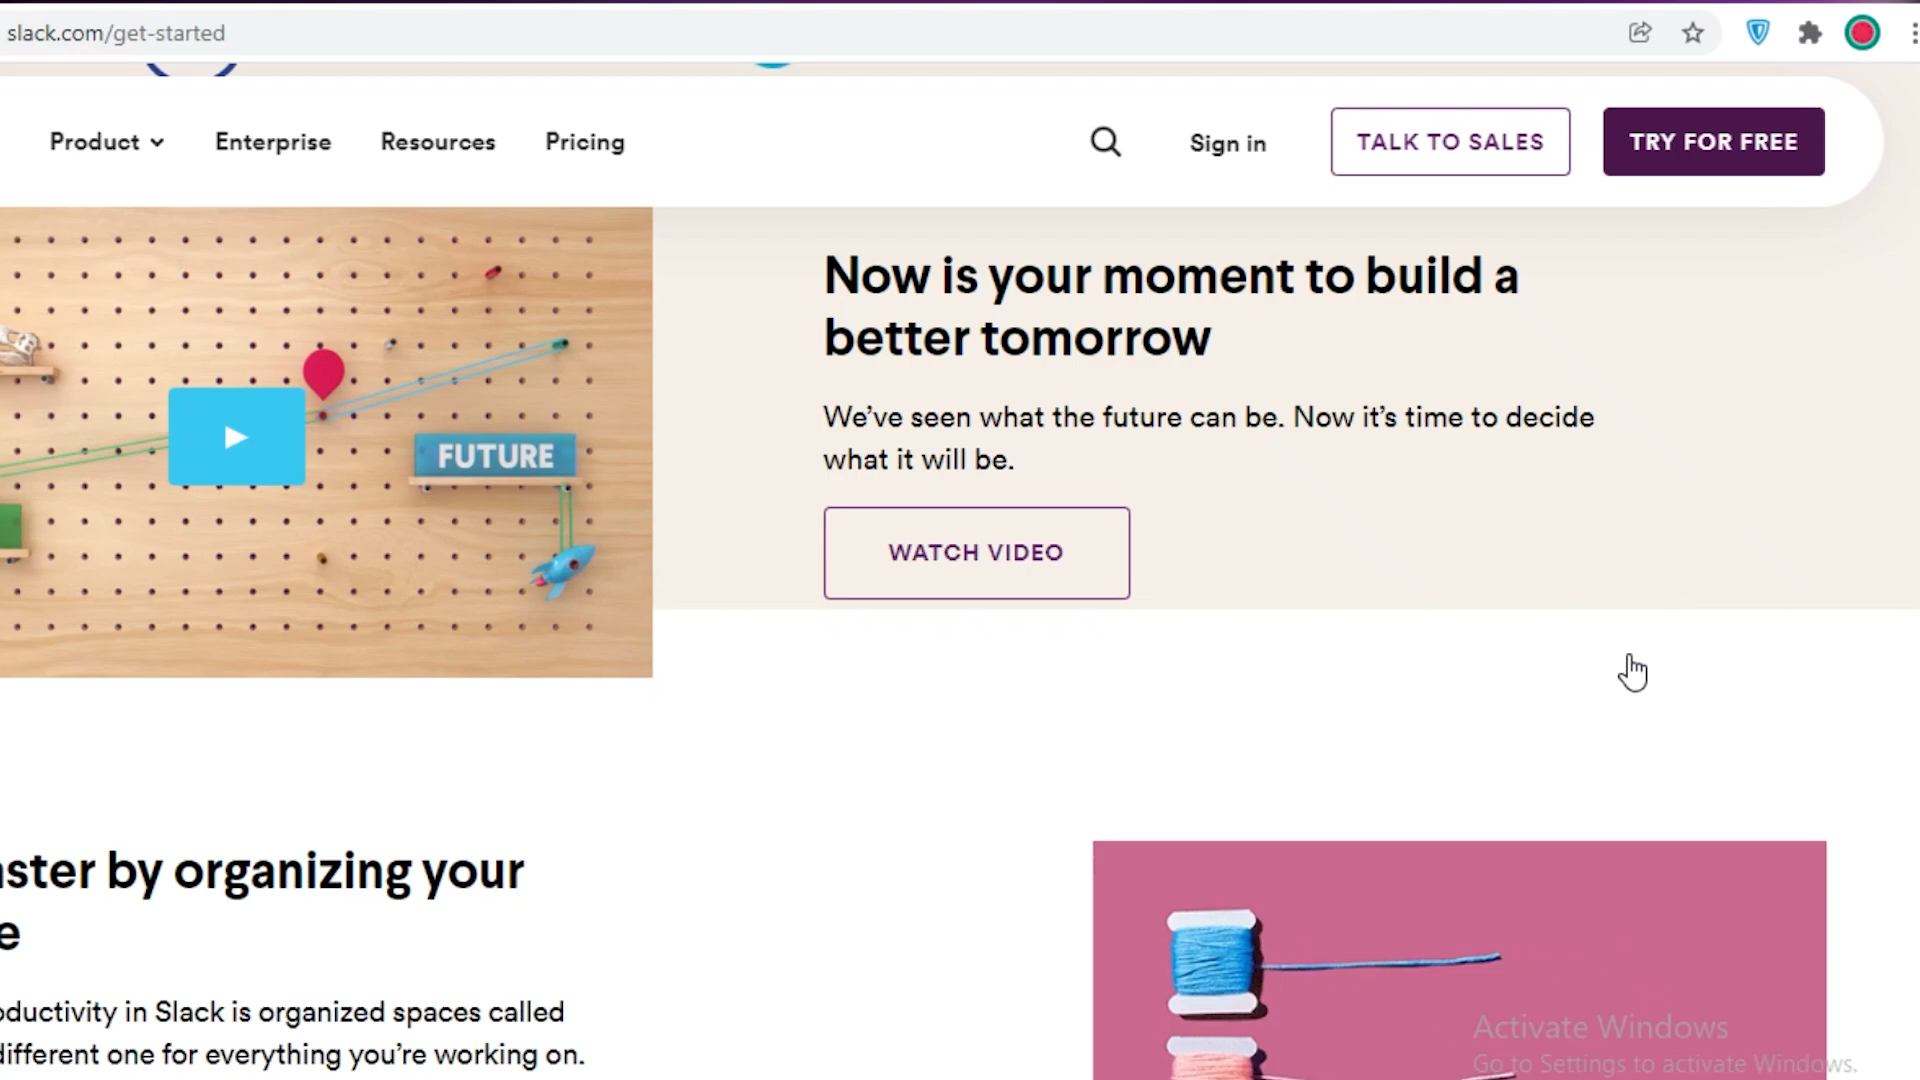 slack.com/get-started
Product Enterprise Resources Pricing Sign in TALK TO SALES TRY FOR FREE
FUTURE
Now is your moment to build a
better tomorrow
We’ve seen what the future can be. Now it’s time to decide
what it will be.
WATCH VIDEO
by organizing your
in Slack is organized spaces called
different one for everything you’re working on.
Activate Windows
Go to Settings to activate Windows.